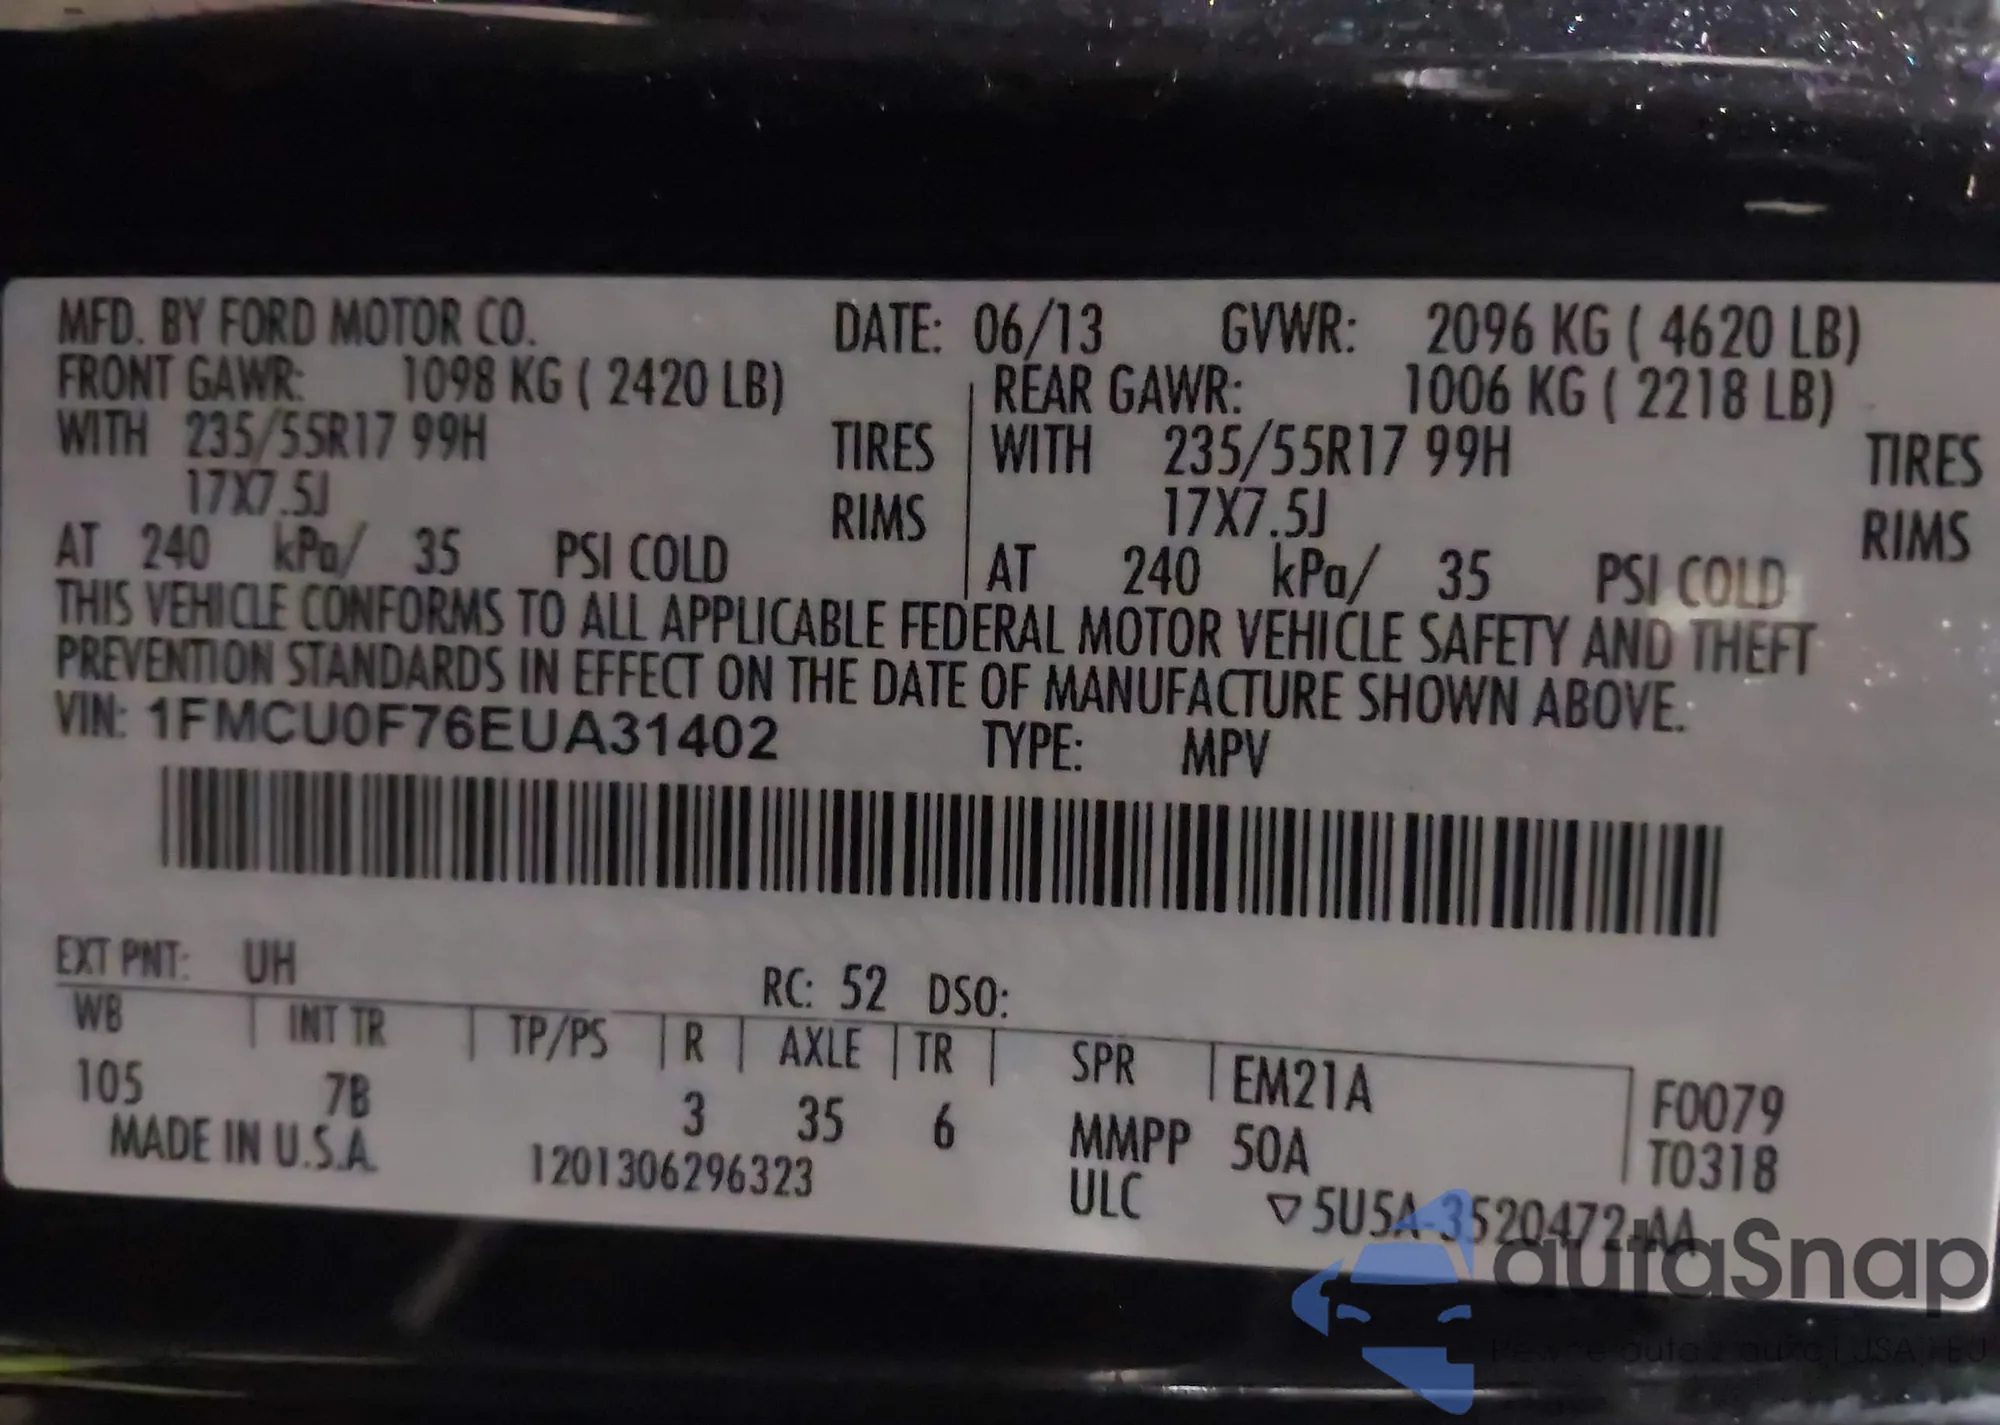 MFD. BY FORD MOTOR CO. DATE: 06/13 GVWR: 2096 KG ( 4620 LB)
FRONT GAWR: 1098 KG ( 2420 LB) REAR GAWR: 1006 KG ( 2218 LB)
WITH 235/55R17 99H TIRES WITH 235/55R17 99H TIRES
17X7.5J RIMS 17X7.5J RIMS
AT 240 kPa/ 35 PSI COLD AT 240 kPa/ 35 PSI COLD
THIS VEHICLE CONFORMS TO ALL APPLICABLE FEDERAL MOTOR VEHICLE SAFETY AND THEFT
PREVENTION STANDARDS IN EFFECT ON THE DATE OF MANUFACTURE SHOWN ABOVE.
VIN: 1FMCU0F76EUA31402 TYPE: MPV
EXT PNT: UH RC: 52 DSO:
WB INT TR TP/PS R AXLE TR SPR EM21A F0079
105 7B 3 35 6 MMPP 50A T0318
MADE IN U.S.A. 1201306296323 ULC ▽5U5A-3520472-AA
autaSnap